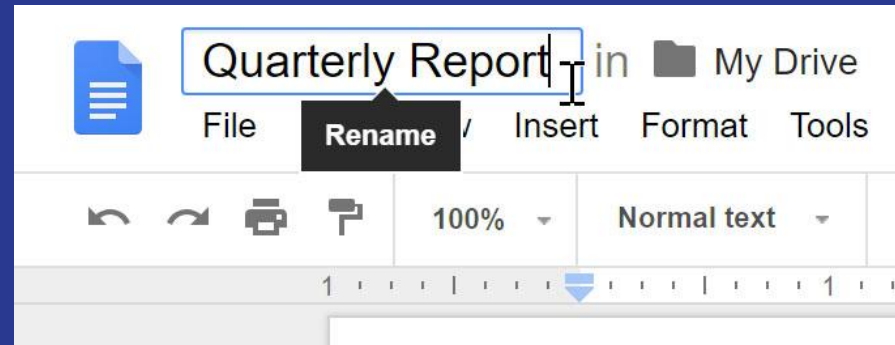 Quarterly Report in My Drive
File Insert Format Tools
Rename
100% Normal text
1 1